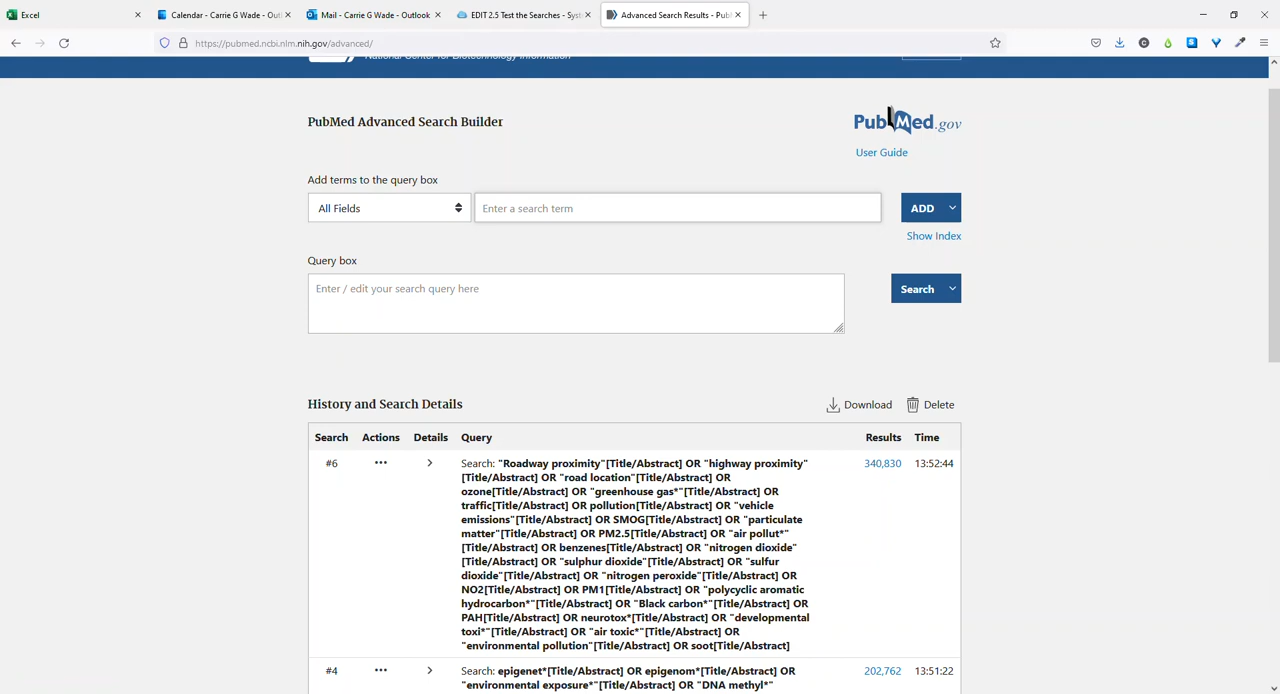 Excel
Calendar - Carrie G Wade - Out
Mail - Carrie G Wade - Outlook
EDIT 2.5 Test the Searches - Syst
Advanced Search Results - Pub
https://pubmed.ncbi.nlm.nih.gov/advanced/
National Center for Biotechnology Information
PubMed Advanced Search Builder
PubMed.gov
User Guide
Add terms to the query box
All Fields
Enter a search term
ADD
Show Index
Query box
Enter / edit your search query here
Search
History and Search Details
Download
Delete
Search Actions Details Query Results Time
#6 Search: "Roadway proximity"[Title/Abstract] OR "highway proximity" 340,830 13:52:44
[Title/Abstract] OR "road location"[Title/Abstract] OR
ozone[Title/Abstract] OR "greenhouse gas*"[Title/Abstract] OR
traffic[Title/Abstract] OR pollution[Title/Abstract] OR "vehicle
emissions"[Title/Abstract] OR SMOG[Title/Abstract] OR "particulate
matter"[Title/Abstract] OR PM2.5[Title/Abstract] OR "air pollut*"
[Title/Abstract] OR benzenes[Title/Abstract] OR "nitrogen dioxide"
[Title/Abstract] OR "sulphur dioxide"[Title/Abstract] OR "sulfur
dioxide"[Title/Abstract] OR "nitrogen peroxide"[Title/Abstract] OR
NO2[Title/Abstract] OR PM1[Title/Abstract] OR "polycyclic aromatic
hydrocarbon*"[Title/Abstract] OR "Black carbon*"[Title/Abstract] OR
PAH[Title/Abstract] OR neurotox*[Title/Abstract] OR "developmental
toxi*"[Title/Abstract] OR "air toxic*"[Title/Abstract] OR
"environmental pollution"[Title/Abstract] OR soot[Title/Abstract]
#4 Search: epigenet*[Title/Abstract] OR epigenom*[Title/Abstract] OR 202,762 13:51:22
"environmental exposure*"[Title/Abstract] OR "DNA methyl*"